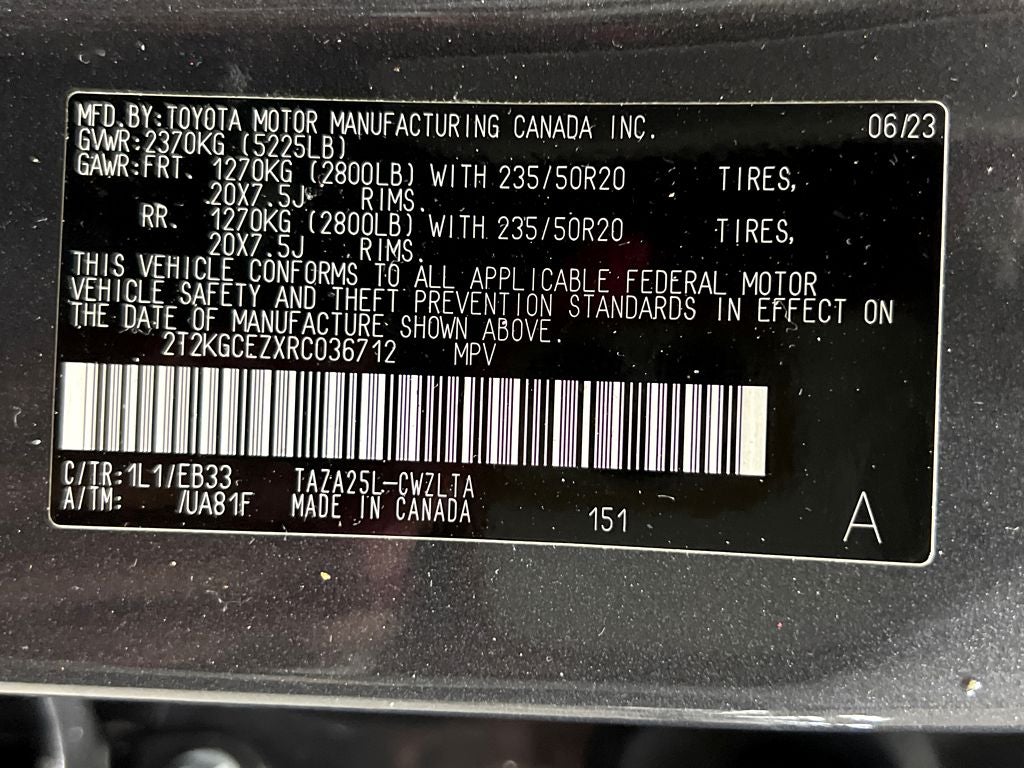 MFD.BY:TOYOTA MOTOR MANUFACTURING CANADA INC. 06/23
GVWR:2370KG (5225LB)
GAWR:FRT. 1270KG (2800LB) WITH 235/50R20 TIRES,
20X7.5J RIMS.
RR. 1270KG (2800LB) WITH 235/50R20 TIRES,
20X7.5J RIMS.
THIS VEHICLE CONFORMS TO ALL APPLICABLE FEDERAL MOTOR
VEHICLE SAFETY AND THEFT PREVENTION STANDARDS IN EFFECT ON
THE DATE OF MANUFACTURE SHOWN ABOVE.
2T2KGCEZXRC036712 MPV
C/TR:1L1/EB33 TAZA25L-CWZLTA
A/TM: /UA81F MADE IN CANADA 151 A